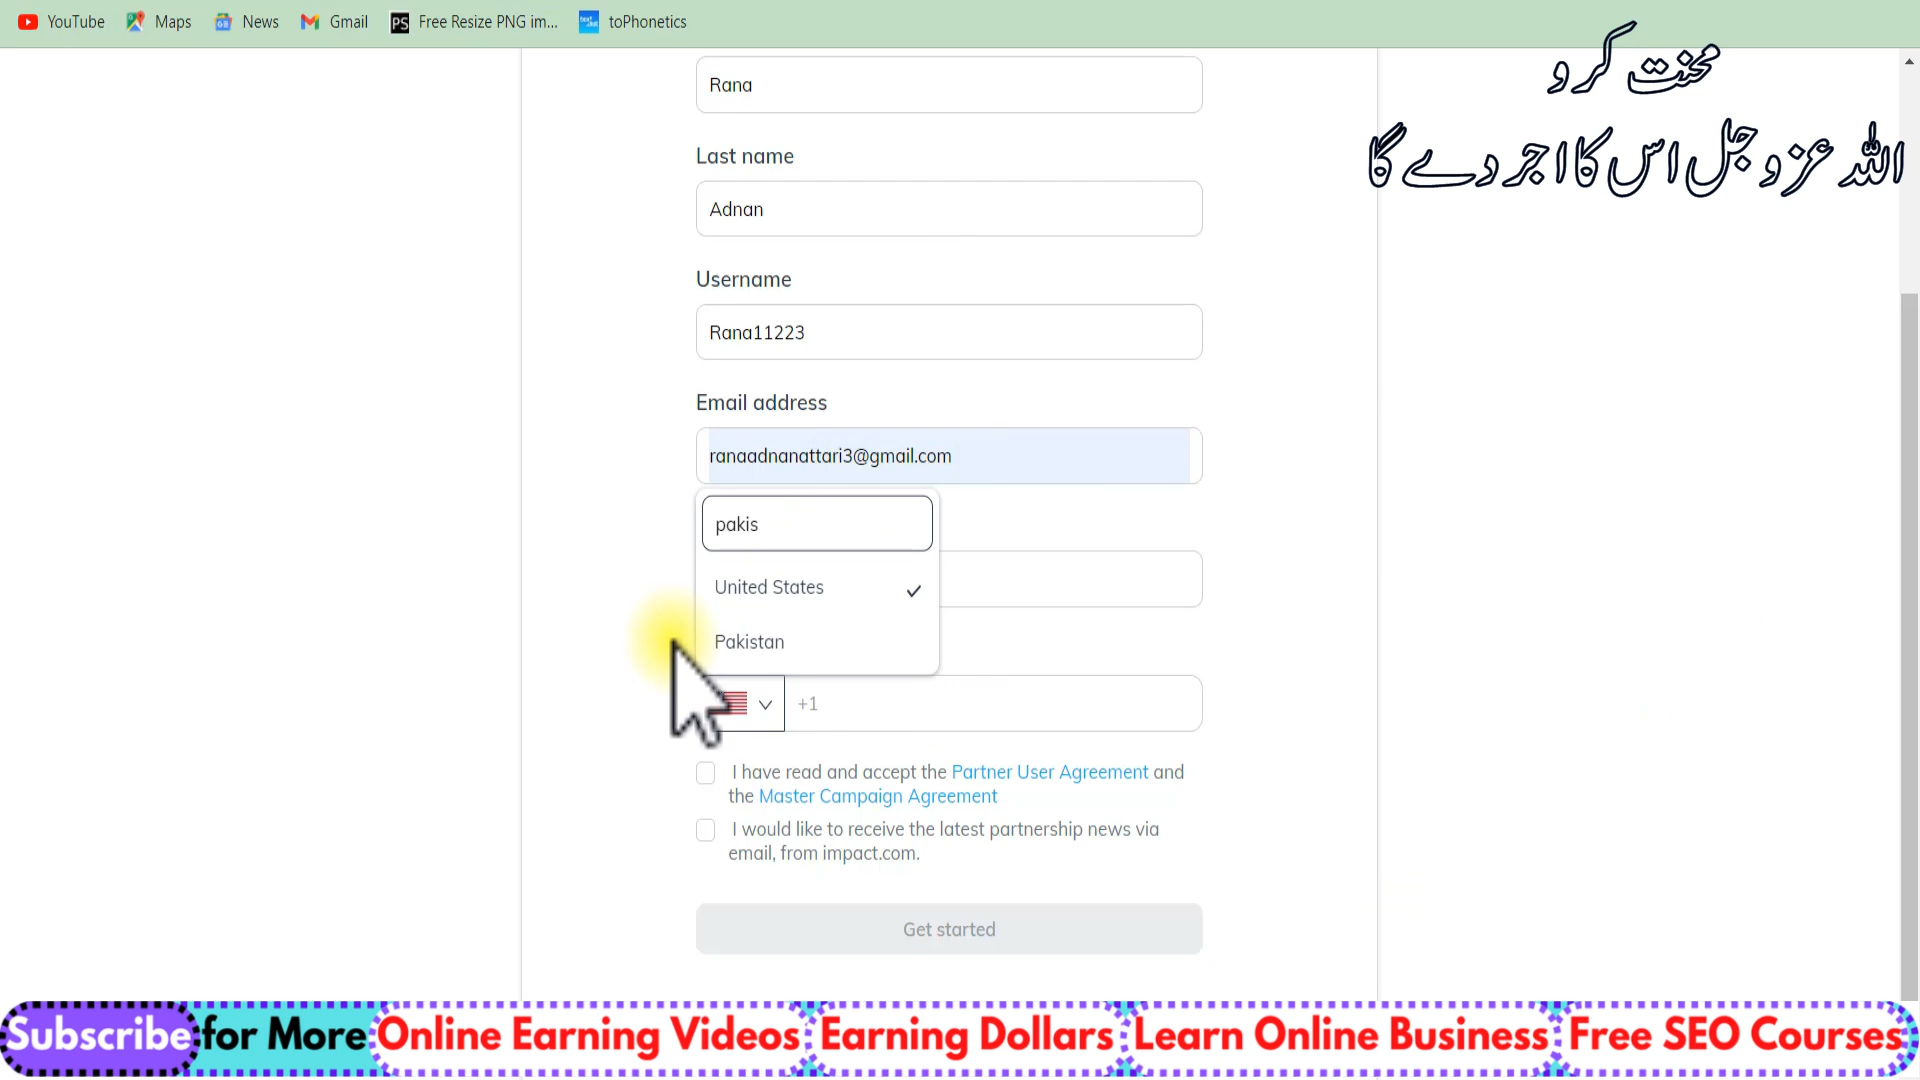 YouTube Maps News Gmail Free Resize PNG im... toPhonetics
محنت کرو
اللہ عزوجل اس کا اجر دے گا
Rana
Last name
Adnan
Username
Rana11223
Email address
ranaadnanattari3@gmail.com
pakis
United States
Pakistan
+1
I have read and accept the Partner User Agreement and
the Master Campaign Agreement
I would like to receive the latest partnership news via
email, from impact.com.
Get started
Subscribe for More Online Earning Videos Earning Dollars Learn Online Business Free SEO Courses